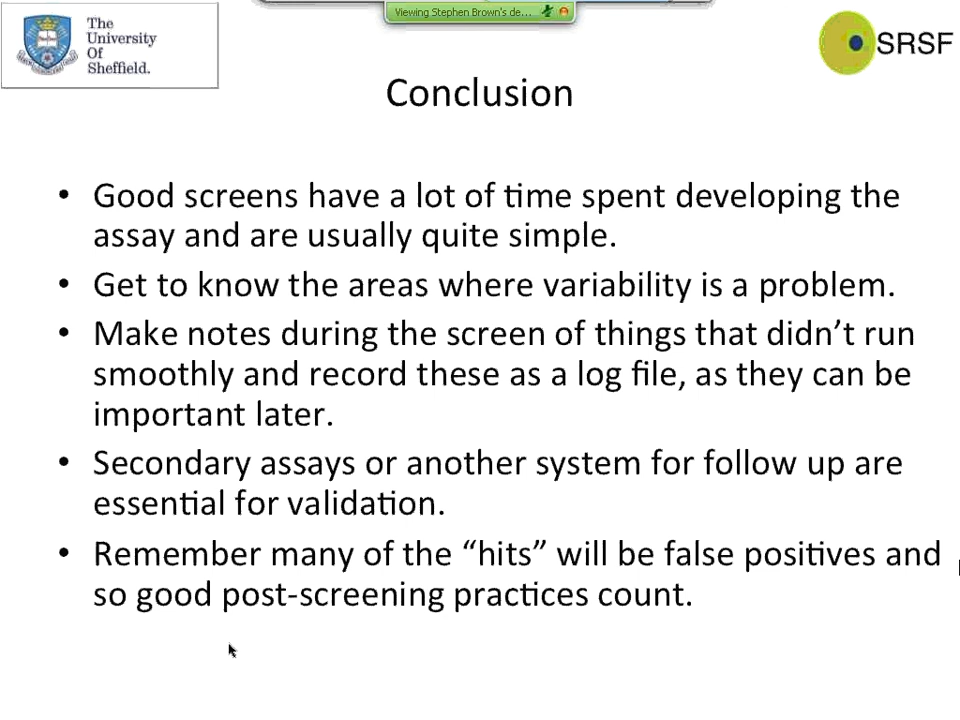 Viewing Stephen Brown's de...
The
University
Of
Sheffield.
SRSF
Conclusion
• Good screens have a lot of time spent developing the
assay and are usually quite simple.
• Get to know the areas where variability is a problem.
• Make notes during the screen of things that didn’t run
smoothly and record these as a log file, as they can be
important later.
• Secondary assays or another system for follow up are
essential for validation.
• Remember many of the “hits” will be false positives and
so good post-screening practices count.